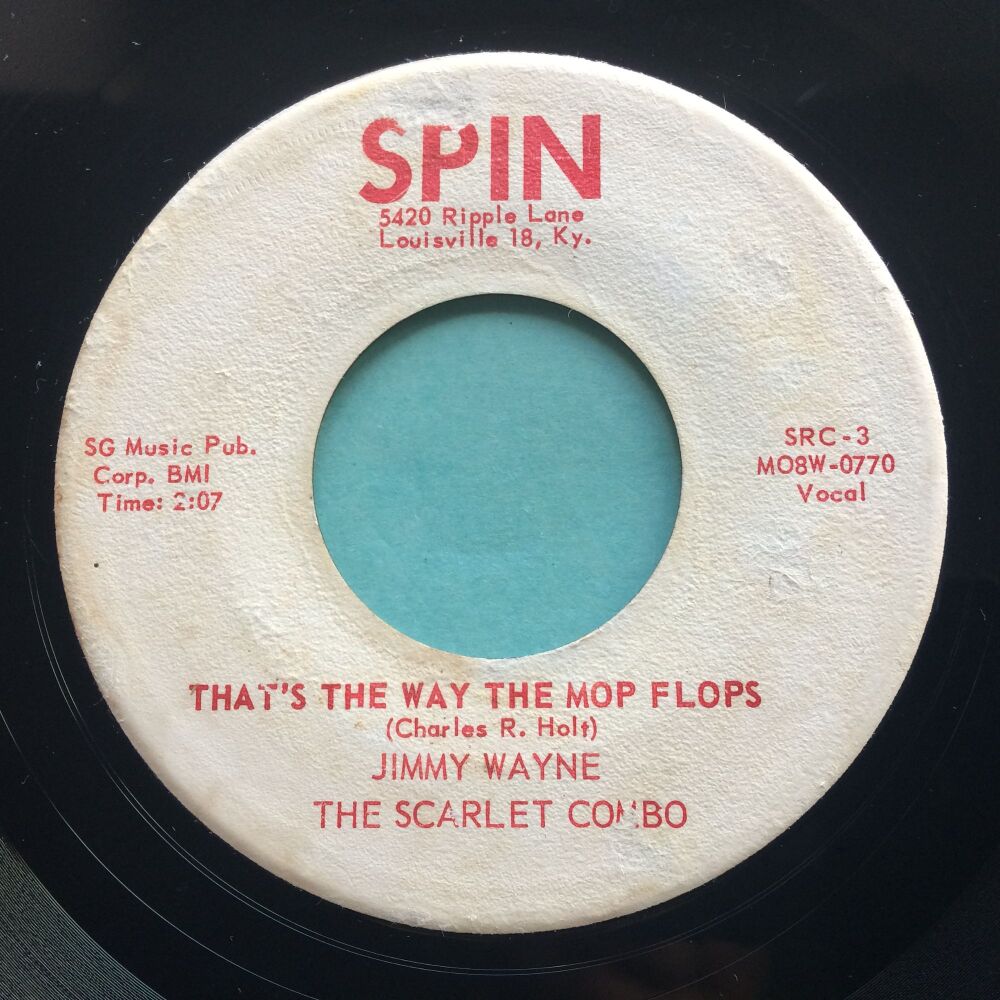 SPIN
5420 Ripple Lane
Louisville 18, Ky.
SG Music Pub.
Corp. BMI
Time: 2:07
SRC-3
MO8W-0770
Vocal
THAT'S THE WAY THE MOP FLOPS
(Charles R. Holt)
JIMMY WAYNE
THE SCARLET COMBO